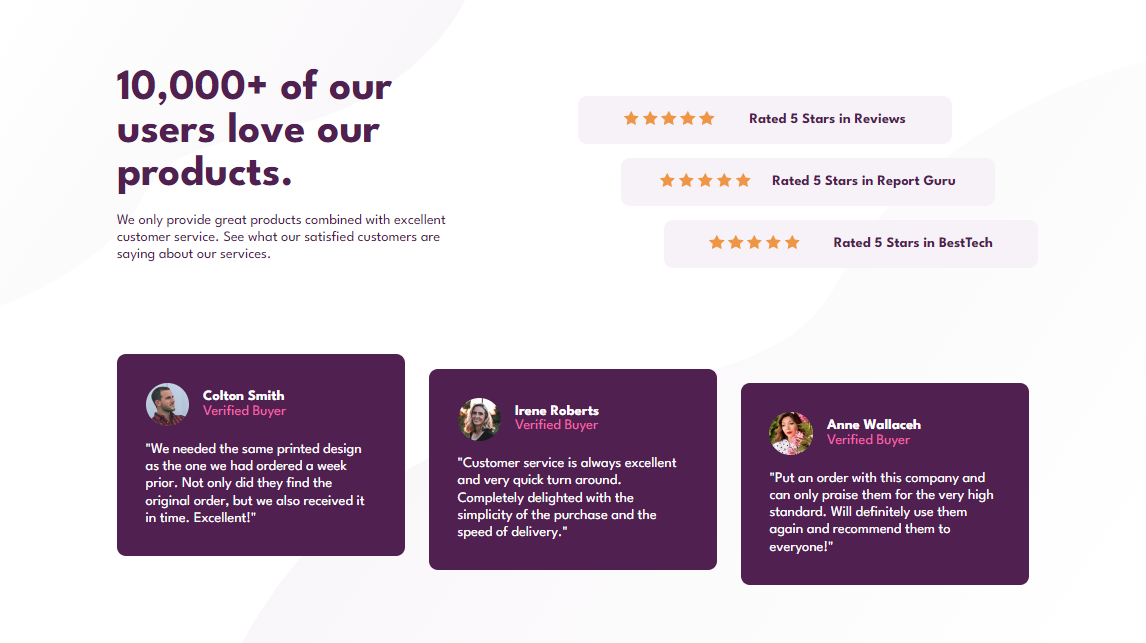 10,000+ of our
users love our
products.
We only provide great products combined with excellent
customer service. See what our satisfied customers are
saying about our services.
Rated 5 Stars in Reviews
Rated 5 Stars in Report Guru
Rated 5 Stars in BestTech
Colton Smith
Verified Buyer
"We needed the same printed design
as the one we had ordered a week
prior. Not only did they find the
original order, but we also received it
in time. Excellent!"
Irene Roberts
Verified Buyer
"Customer service is always excellent
and very quick turn around.
Completely delighted with the
simplicity of the purchase and the
speed of delivery."
Anne Wallaceh
Verified Buyer
"Put an order with this company and
can only praise them for the very high
standard. Will definitely use them
again and recommend them to
everyone!"